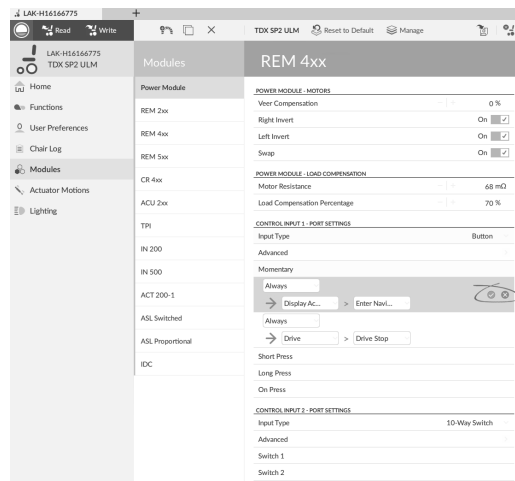 LAK-H16166775
+
Read
Write
TDX SP2 ULM
Reset to Default
Manage
LAK-H16166775
TDX SP2 ULM
Modules
REM 4xx
Home
Functions
User Preferences
Chair Log
Modules
Actuator Motions
Lighting
Power Module
REM 2xx
REM 4xx
REM 5xx
CR 4xx
ACU 2xx
TPI
IN 200
IN 500
ACT 200-1
ASL Switched
ASL Proportional
IDC
POWER MODULE - MOTORS
Veer Compensation - + 0 %
Right Invert On
Left Invert On
Swap On
POWER MODULE - LOAD COMPENSATION
Motor Resistance - + 68 mΩ
Load Compensation Percentage - + 70 %
CONTROL INPUT 1 - PORT SETTINGS
Input Type Button
Advanced
Momentary
Always
Display Ac... > Enter Navi...
Always
Drive > Drive Stop
Short Press
Long Press
On Press
CONTROL INPUT 2 - PORT SETTINGS
Input Type 10-Way Switch
Advanced
Switch 1
Switch 2